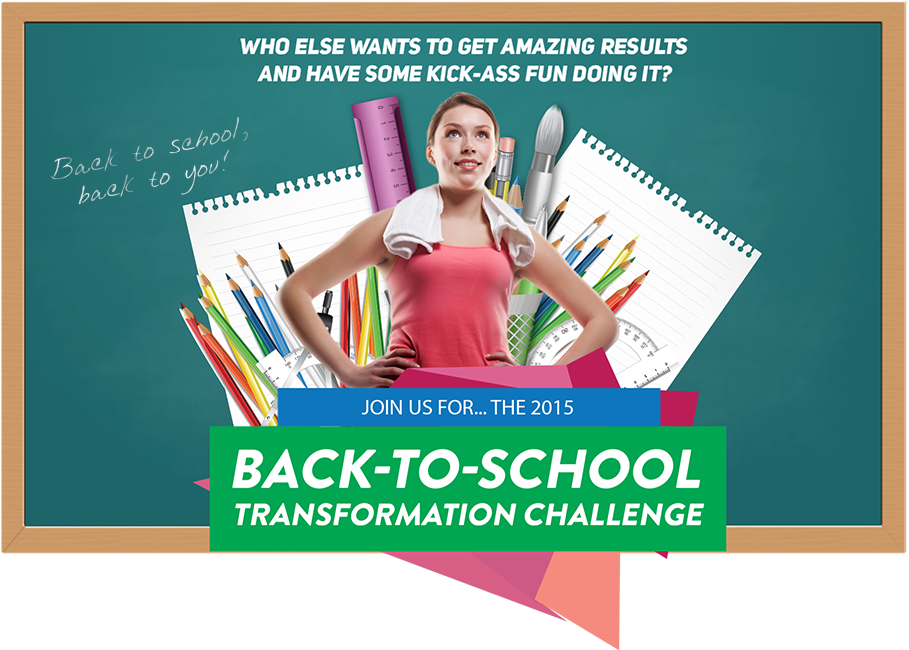 WHO ELSE WANTS TO GET AMAZING RESULTS
AND HAVE SOME KICK-ASS FUN DOING IT?
Back to school,
back to you!
JOIN US FOR... THE 2015
BACK-TO-SCHOOL
TRANSFORMATION CHALLENGE